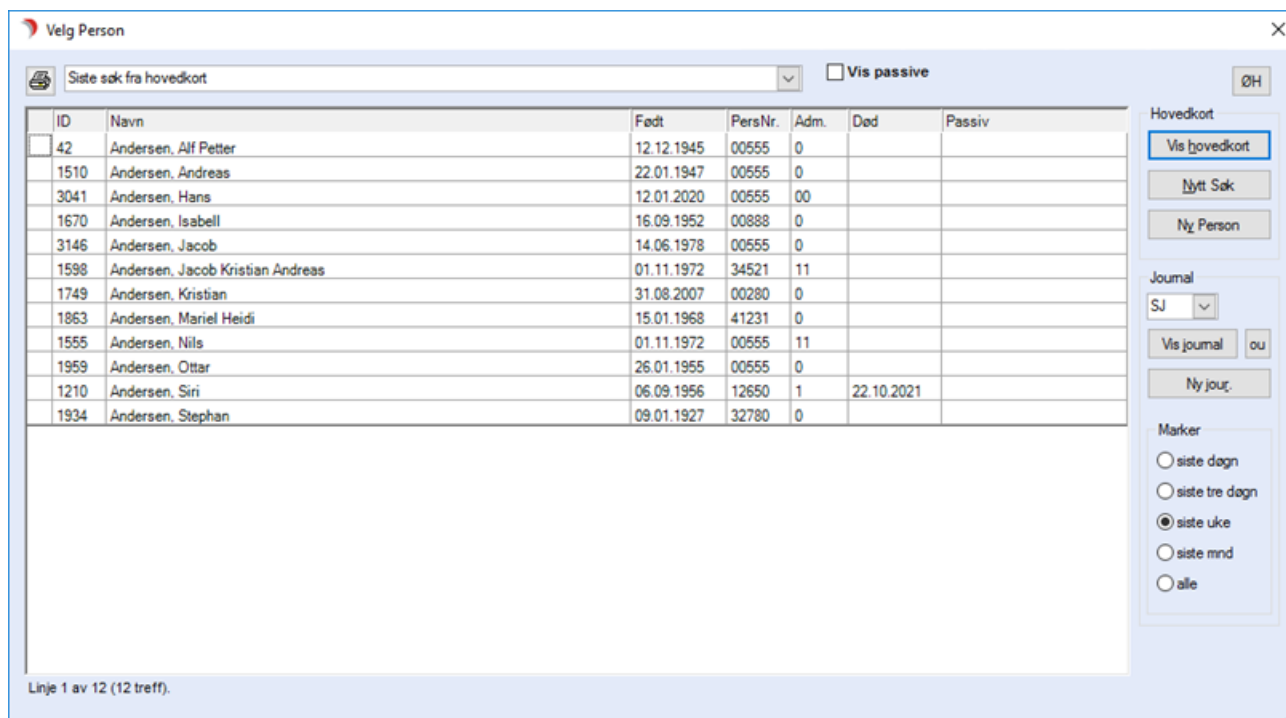 Velg Person
Siste søk fra hovedkort
Vis passive
ØH
ID Navn Født PersNr. Adm. Død Passiv
42 Andersen, Alf Petter 12.12.1945 00555 0
1510 Andersen, Andreas 22.01.1947 00555 0
3041 Andersen, Hans 12.01.2020 00555 00
1670 Andersen, Isabell 16.09.1952 00888 0
3146 Andersen, Jacob 14.06.1978 00555 0
1598 Andersen, Jacob Kristian Andreas 01.11.1972 34521 11
1749 Andersen, Kristian 31.08.2007 00280 0
1863 Andersen, Mariel Heidi 15.01.1968 41231 0
1555 Andersen, Nils 01.11.1972 00555 11
1959 Andersen, Ottar 26.01.1955 00555 0
1210 Andersen, Siri 06.09.1956 12650 1 22.10.2021
1934 Andersen, Stephan 09.01.1927 32780 0
Hovedkort
Vis hovedkort
Nytt Søk
Ny Person
Journal
SJ
Vis journal ou
Ny jour.
Marker
siste døgn
siste tre døgn
siste uke
siste mnd
alle
Linje 1 av 12 (12 treff).